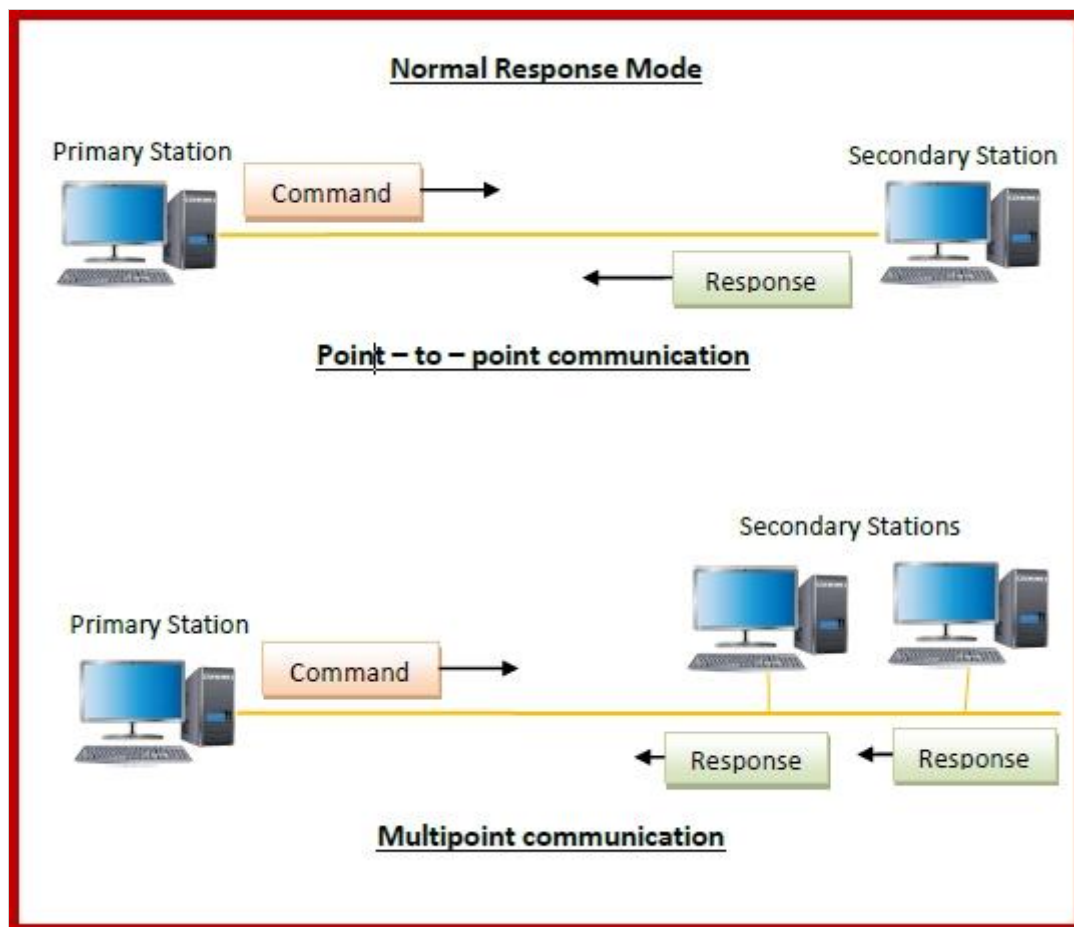 Normal Response Mode
Primary Station
Secondary Station
Command
Response
Point – to – point communication
Secondary Stations
Primary Station
Command
Response
Response
Multipoint communication